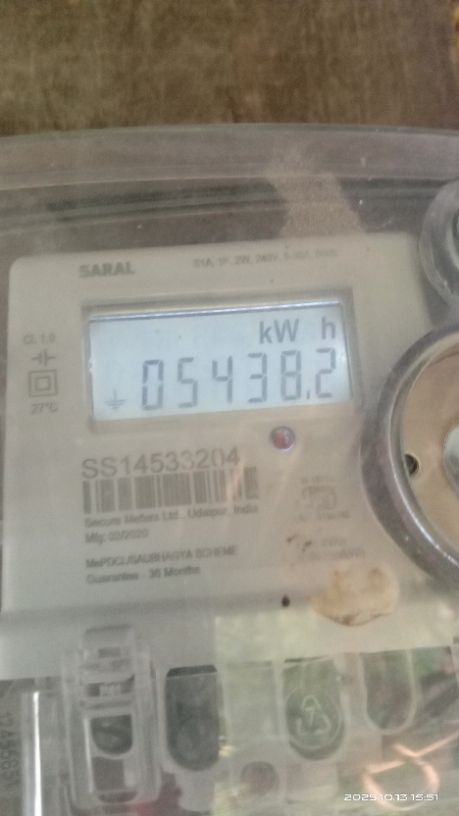 SARAL
CL 1.0
kW h
05438.2
27°C
SS14533204
Secure Meters Ltd., Udaipur, India
Mfg: 02/2020
MePDCL/SAUBHAGYA SCHEME
Guarantee - 36 Months
2025.10.13 15:51